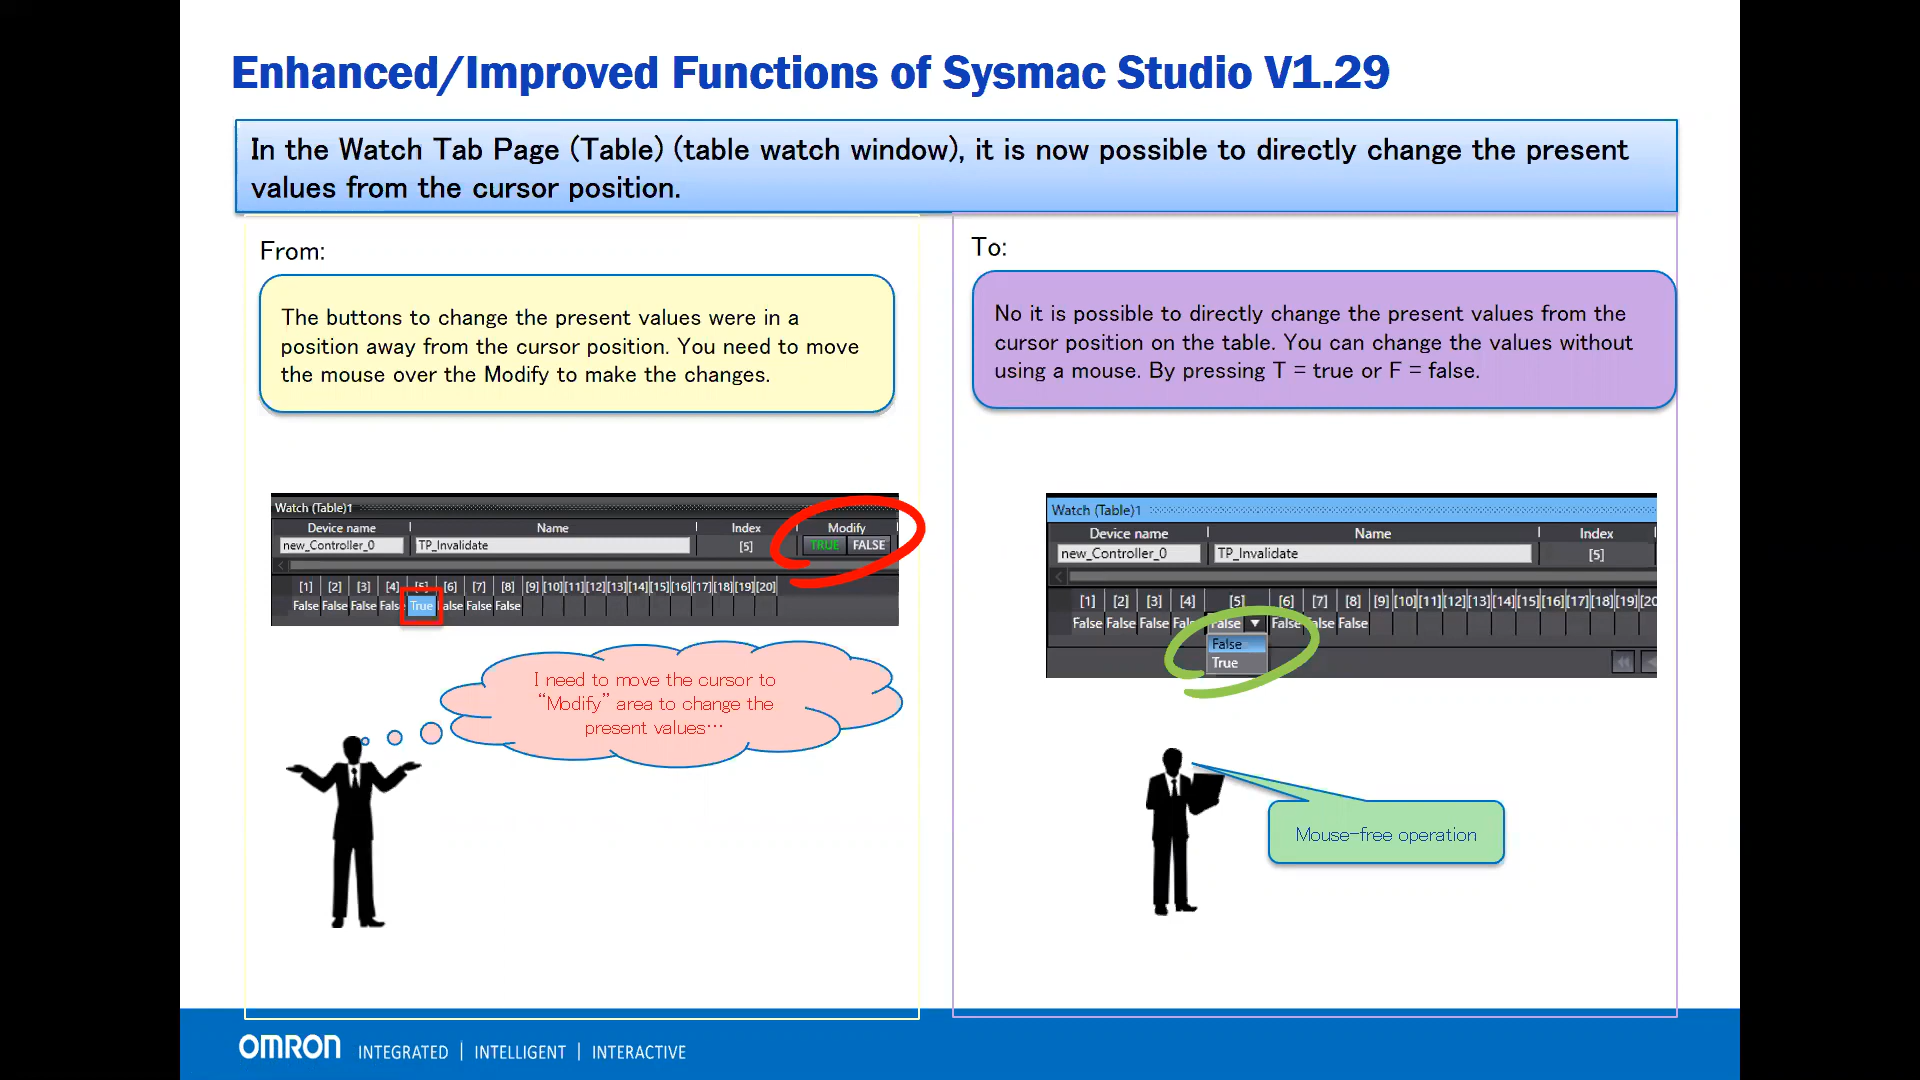 Enhanced/Improved Functions of Sysmac Studio V1.29
In the Watch Tab Page (Table) (table watch window), it is now possible to directly change the present
values from the cursor position.
From:
The buttons to change the present values were in a
position away from the cursor position. You need to move
the mouse over the Modify to make the changes.
Watch (Table)1
Device name Name Index Modify
new_Controller_0 TP_Invalidate [5] TRUE FALSE
[1] [2] [3] [4] [5] [6] [7] [8] [9] [10] [11] [12] [13] [14] [15] [16] [17] [18] [19] [20]
False False False False True False False False
I need to move the cursor to
“Modify” area to change the
present values…
To:
No it is possible to directly change the present values from the
cursor position on the table. You can change the values without
using a mouse. By pressing T = true or F = false.
Watch (Table)1
Device name Name Index
new_Controller_0 TP_Invalidate [5]
[1] [2] [3] [4] [5] [6] [7] [8] [9] [10] [11] [12] [13] [14] [15] [16] [17] [18] [19] [20
False False False False False False False False
False
True
Mouse-free operation
OMRON INTEGRATED | INTELLIGENT | INTERACTIVE